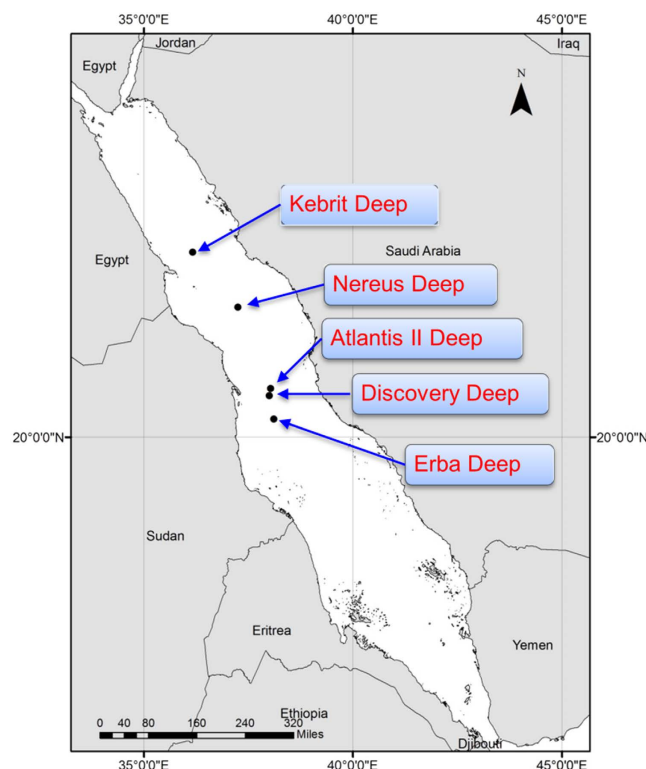 35°0'0"E 40°0'0"E 45°0'0"E
Jordan
Iraq
Egypt
N
Kebrit Deep
Saudi Arabia
Egypt
Nereus Deep
Atlantis II Deep
Discovery Deep
20°0'0"N 20°0'0"N
Erba Deep
Sudan
Eritrea
Yemen
Ethiopia
0 40 80 160 240 320
Miles
Djibouti
35°0'0"E 40°0'0"E 45°0'0"E